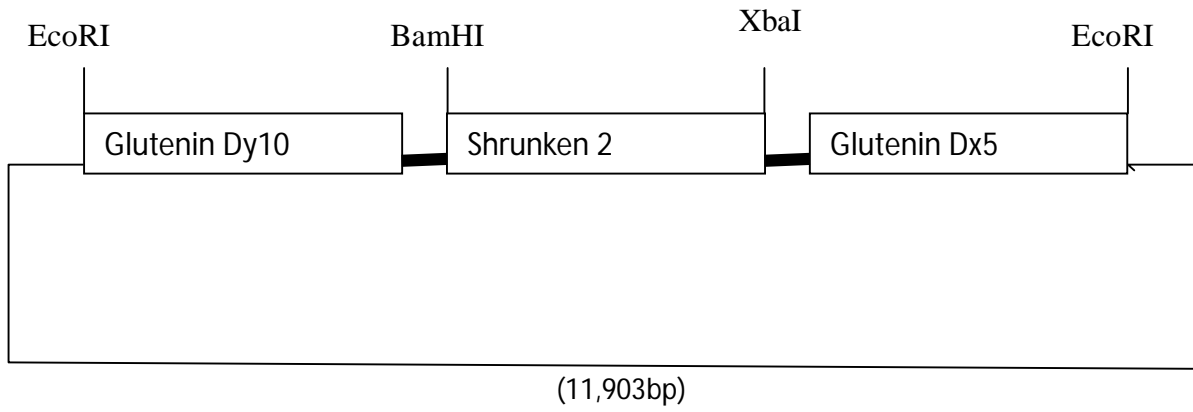 EcoRI BamHI XbaI EcoRI
Glutenin Dy10 Shrunken 2 Glutenin Dx5
(11,903bp)